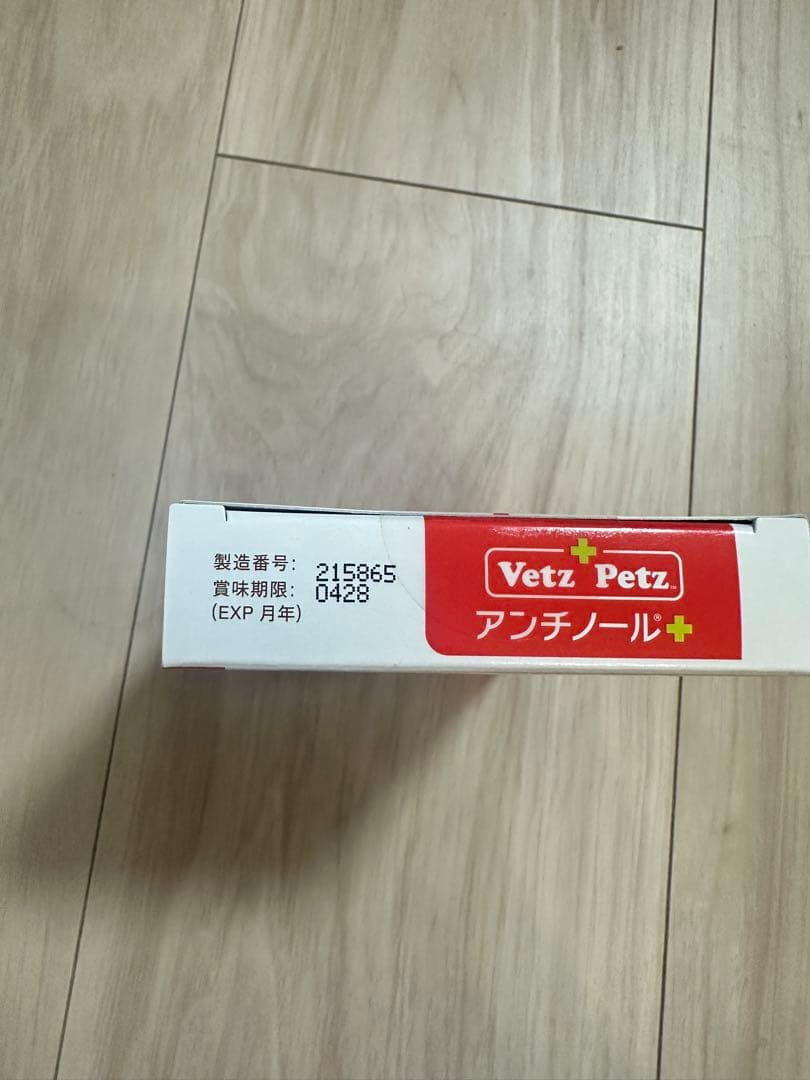 製造番号: 215865
賞味期限: 0428
(EXP 月年)
Vetz Petz™
アンチノール®